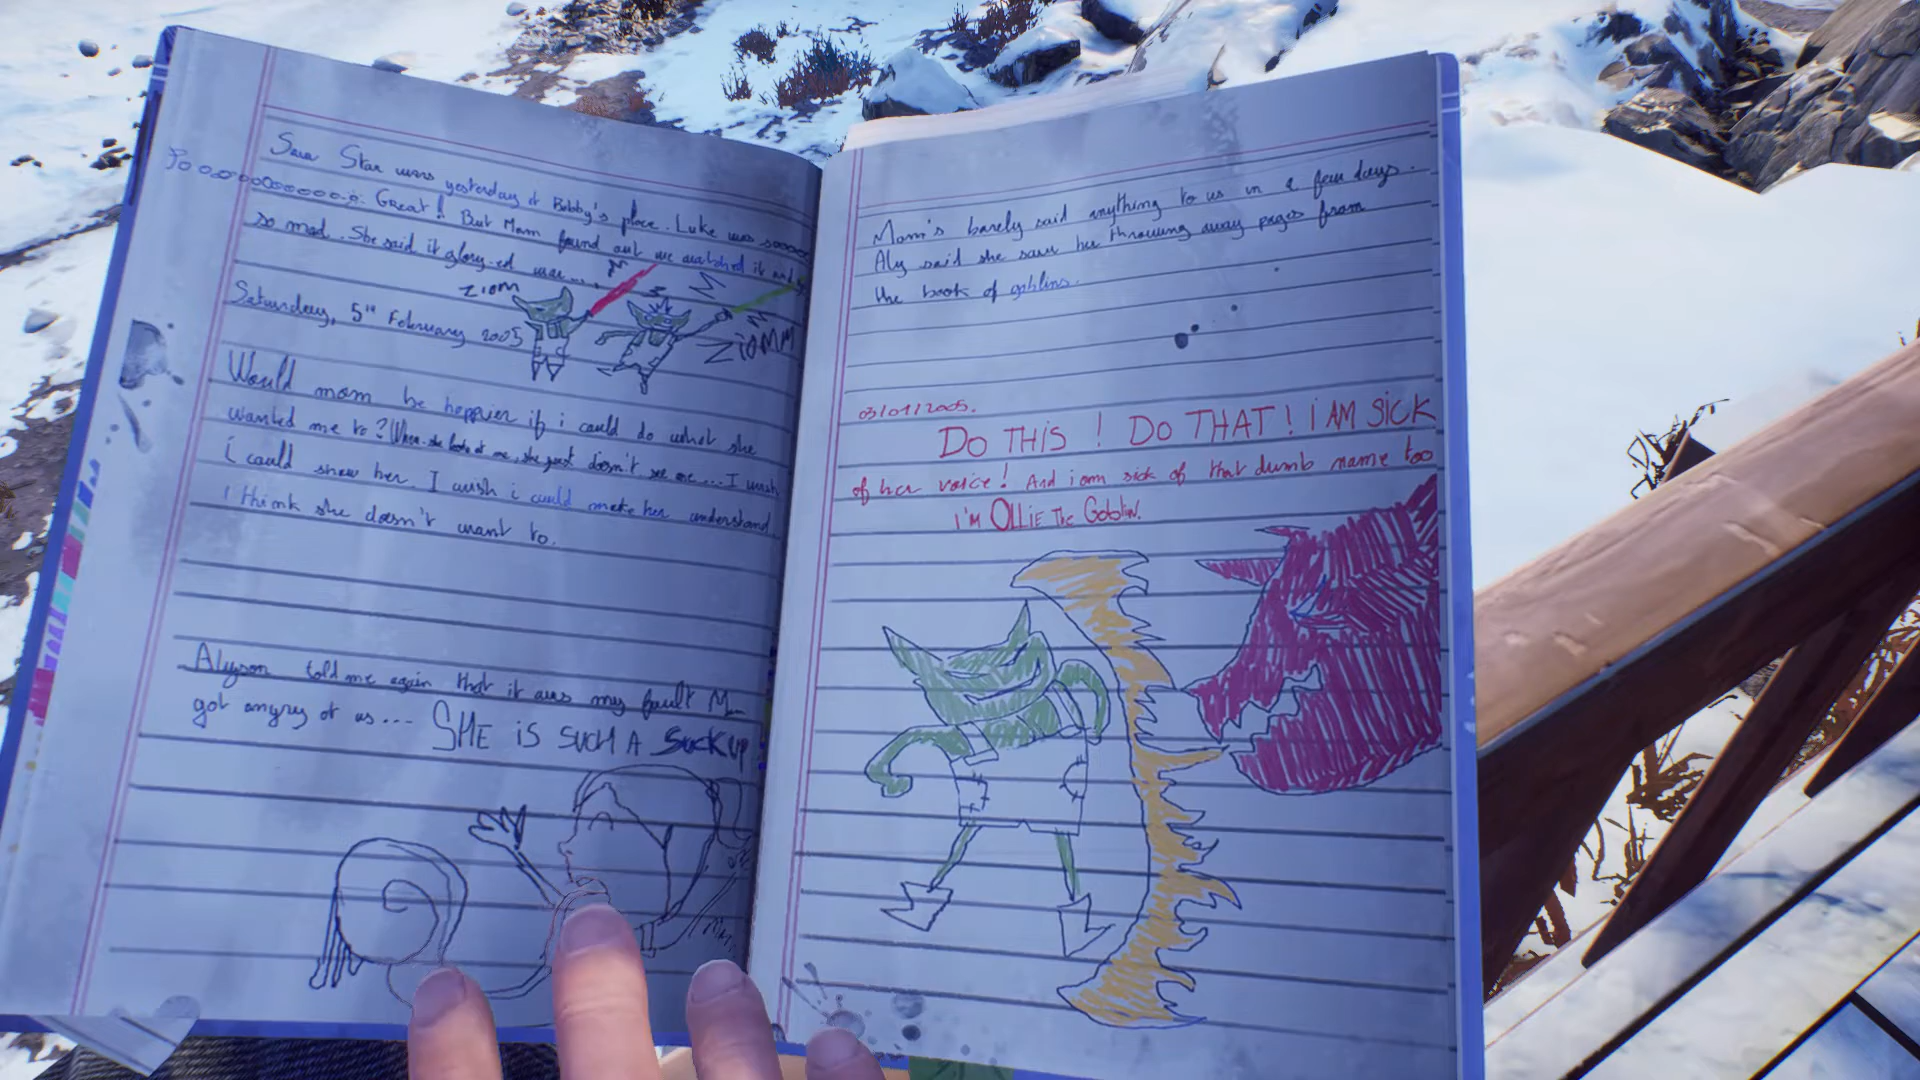 Saw Star wars yesterday at Bobby's place. Luke was sooooo
Great! But Mom found out we watched it and
so mad. She said it glory-ed war....
ziom
ZiOMM
Saturday, 5th February 2005
Would mom be happier if i could do what she
wanted me to? When she looks at me, she just doesn't see me... I wish
i could show her. I wish i could make her understand.
I think she doesn't want to.
Alyson told me again that it was my fault
got angry at us... SHE iS SUCH A SUCK UP
Mom's barely said anything to us in a few days.
Aly said she saw her throwing away pages from
the book of goblins.
03/01/2005.
DO THiS! DO THAT! i AM SiCK
of her voice! And i am sick of that dumb name too
I'M OLLiE The Goblin.